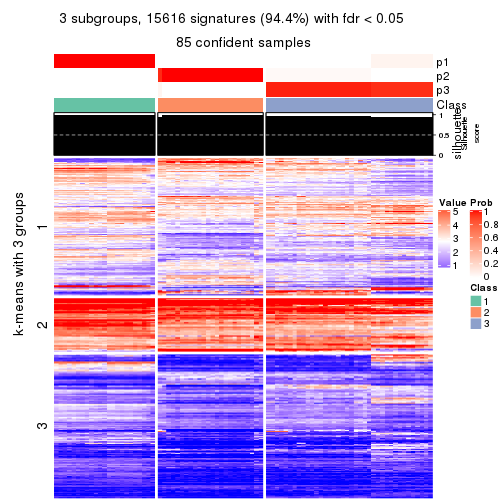 3 subgroups, 15616 signatures (94.4%) with fdr < 0.05
85 confident samples
p1
p2
p3
Class
silhouette
Silhouette
score
1
0.5
0
k-means with 3 groups
1
2
3
Value
5
4
3
2
1
Prob
1
0.8
0.6
0.4
0.2
0
Class
1
2
3